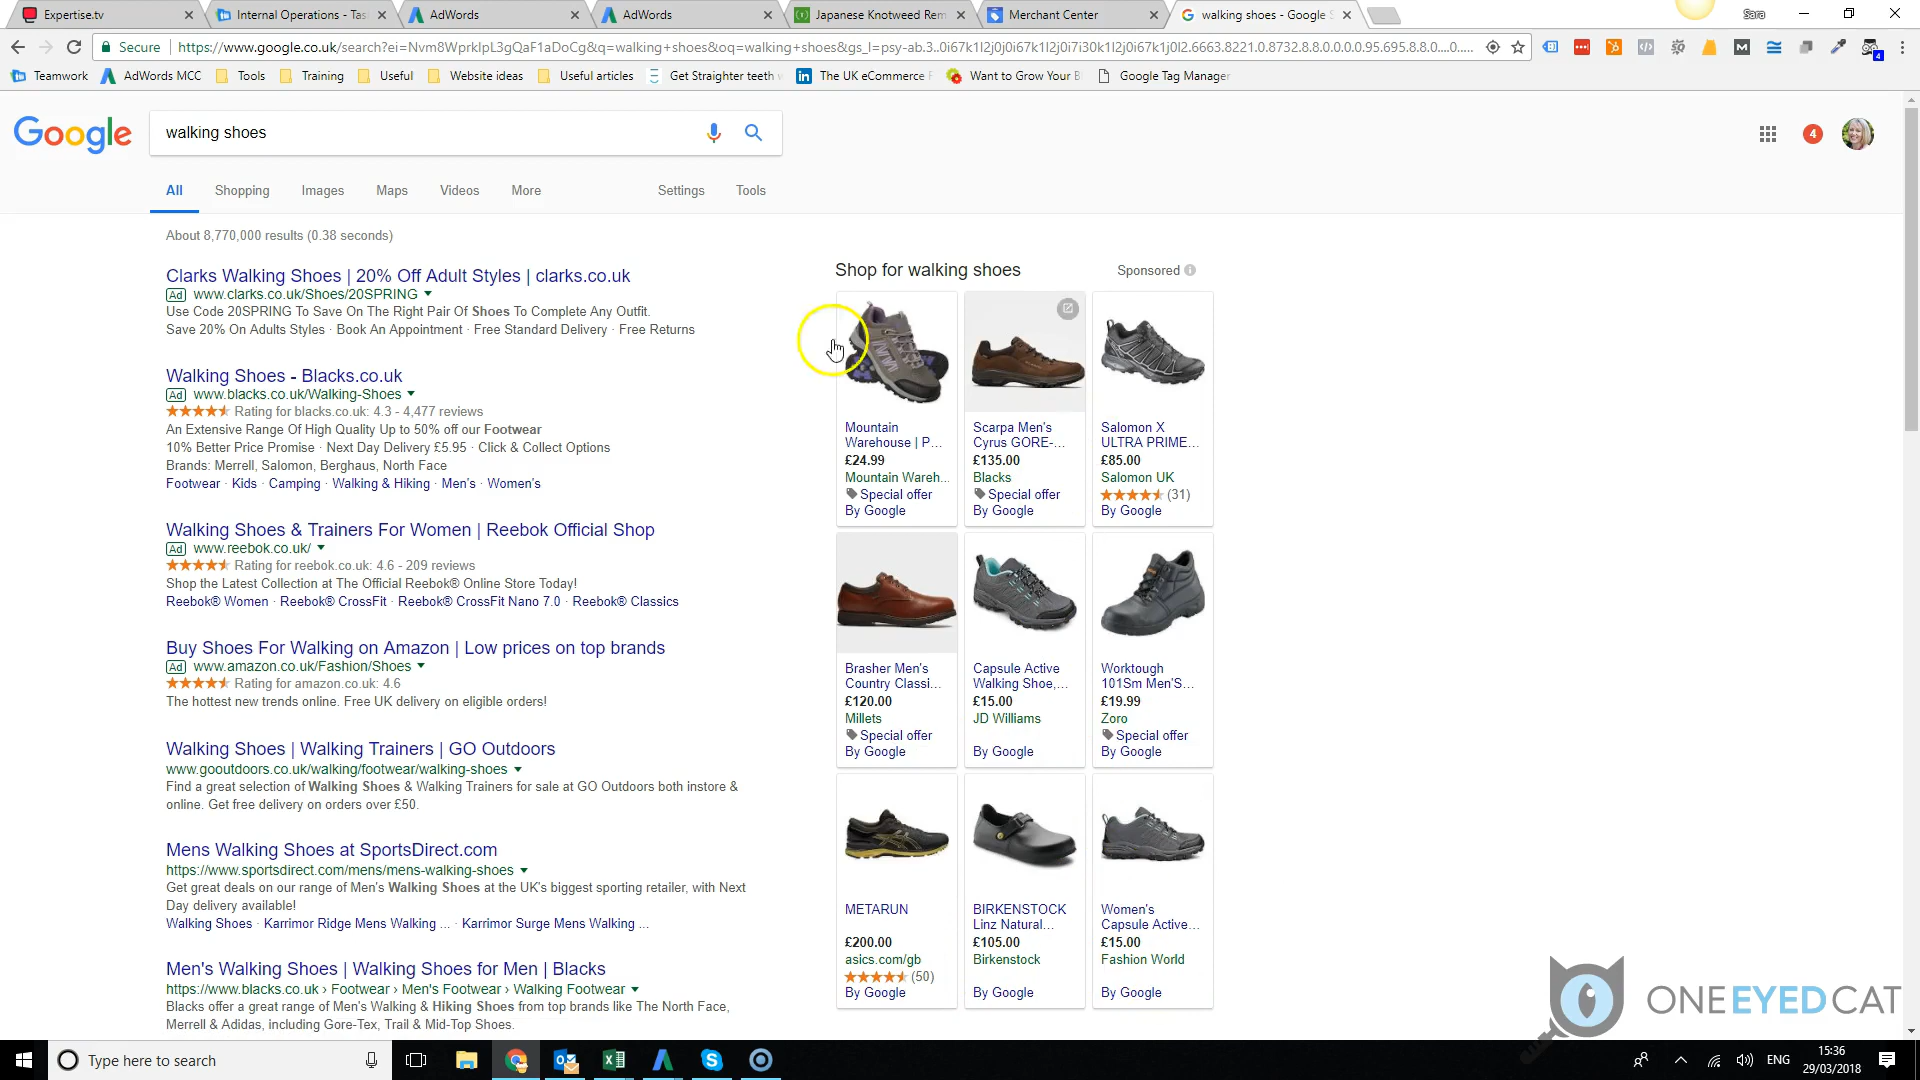 Expertise.tv
Internal Operations - Tas
AdWords
AdWords
Japanese Knotweed Rem
Merchant Center
walking shoes - Google S
Sara
Secure
https://www.google.co.uk/search?ei=Nvm8WprkIpL3gQaF1aDoCg&q=walking+shoes&oq=walking+shoes&gs_l=psy-ab.3..0i67k1l2j0j0i67k1l2j0i7i30k1l2j0i67k1j0l2.6663.8221.0.8732.8.8.0.0.0.0.95.695.8.8.0....0....
4
Teamwork
AdWords MCC
Tools
Training
Useful
Website ideas
Useful articles
Get Straighter teeth
The UK eCommerce F
Want to Grow Your B
Google Tag Manager
Google
walking shoes
4
All
Shopping
Images
Maps
Videos
More
Settings
Tools
About 8,770,000 results (0.38 seconds)
Clarks Walking Shoes | 20% Off Adult Styles | clarks.co.uk
Ad www.clarks.co.uk/Shoes/20SPRING
Use Code 20SPRING To Save On The Right Pair Of Shoes To Complete Any Outfit.
Save 20% On Adults Styles · Book An Appointment · Free Standard Delivery · Free Returns
Walking Shoes - Blacks.co.uk
Ad www.blacks.co.uk/Walking-Shoes
Rating for blacks.co.uk: 4.3 - 4,477 reviews
An Extensive Range Of High Quality Up to 50% off our Footwear
10% Better Price Promise · Next Day Delivery £5.95 · Click & Collect Options
Brands: Merrell, Salomon, Berghaus, North Face
Footwear · Kids · Camping · Walking & Hiking · Men's · Women's
Walking Shoes & Trainers For Women | Reebok Official Shop
Ad www.reebok.co.uk/
Rating for reebok.co.uk: 4.6 - 209 reviews
Shop the Latest Collection at The Official Reebok® Online Store Today!
Reebok® Women · Reebok® CrossFit · Reebok® CrossFit Nano 7.0 · Reebok® Classics
Buy Shoes For Walking on Amazon | Low prices on top brands
Ad www.amazon.co.uk/Fashion/Shoes
Rating for amazon.co.uk: 4.6
The hottest new trends online. Free UK delivery on eligible orders!
Walking Shoes | Walking Trainers | GO Outdoors
www.gooutdoors.co.uk/walking/footwear/walking-shoes
Find a great selection of Walking Shoes & Walking Trainers for sale at GO Outdoors both instore &
online. Get free delivery on orders over £50.
Mens Walking Shoes at SportsDirect.com
https://www.sportsdirect.com/mens/mens-walking-shoes
Get great deals on our range of Men's Walking Shoes at the UK's biggest sporting retailer, with Next
Day delivery available!
Walking Shoes · Karrimor Ridge Mens Walking ... · Karrimor Surge Mens Walking ...
Men's Walking Shoes | Walking Shoes for Men | Blacks
https://www.blacks.co.uk › Footwear › Men's Footwear › Walking Footwear
Blacks offer a great range of Men's Walking & Hiking Shoes from top brands like The North Face,
Merrell & Adidas, including Gore-Tex, Trail & Mid-Top Shoes.
Shop for walking shoes
Sponsored
Mountain
Warehouse | P...
£24.99
Mountain Wareh...
Special offer
By Google
Scarpa Men's
Cyrus GORE-...
£135.00
Blacks
Special offer
By Google
Salomon X
ULTRA PRIME...
£85.00
Salomon UK
(31)
By Google
Brasher Men's
Country Classi...
£120.00
Millets
Special offer
By Google
Capsule Active
Walking Shoe,...
£15.00
JD Williams
By Google
Worktough
101Sm Men'S...
£19.99
Zoro
Special offer
By Google
METARUN
£200.00
asics.com/gb
(50)
By Google
BIRKENSTOCK
Linz Natural...
£105.00
Birkenstock
By Google
Women's
Capsule Active...
£15.00
Fashion World
By Google
ONEEYEDCAT
Type here to search
ENG
15:36
29/03/2018